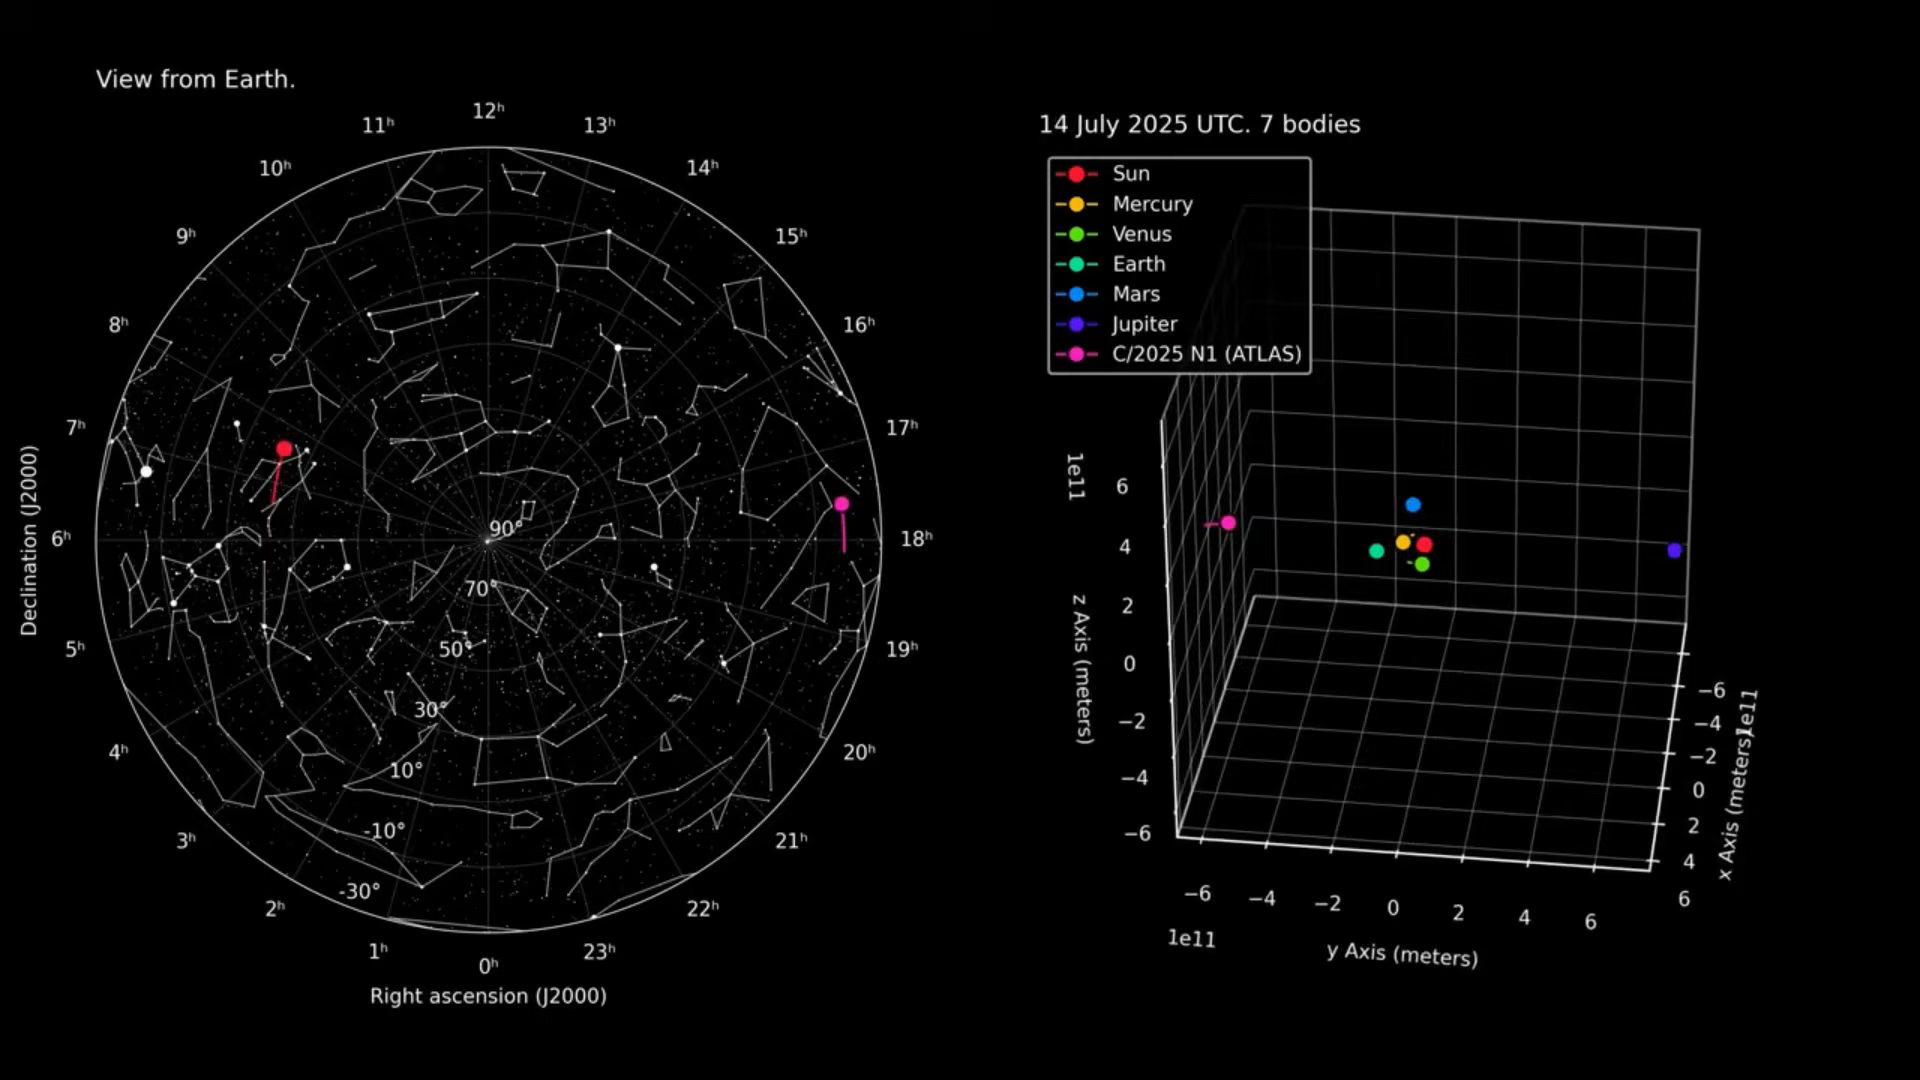 View from Earth.
12ʰ
11ʰ
13ʰ
10ʰ
14ʰ
9ʰ
15ʰ
8ʰ
16ʰ
7ʰ
17ʰ
6ʰ
18ʰ
5ʰ
19ʰ
4ʰ
20ʰ
3ʰ
21ʰ
2ʰ
22ʰ
1ʰ
23ʰ
0ʰ
90°
70°
50°
30°
10°
-10°
-30°
Declination (J2000)
Right ascension (J2000)
14 July 2025 UTC. 7 bodies
Sun
Mercury
Venus
Earth
Mars
Jupiter
C/2025 N1 (ATLAS)
1e11
6
4
2
0
−2
−4
−6
z Axis (meters)
−6
−4
−2
0
2
4
6
1e11
y Axis (meters)
−6
−4
−2
0
2
4
6
1e11
x Axis (meters)